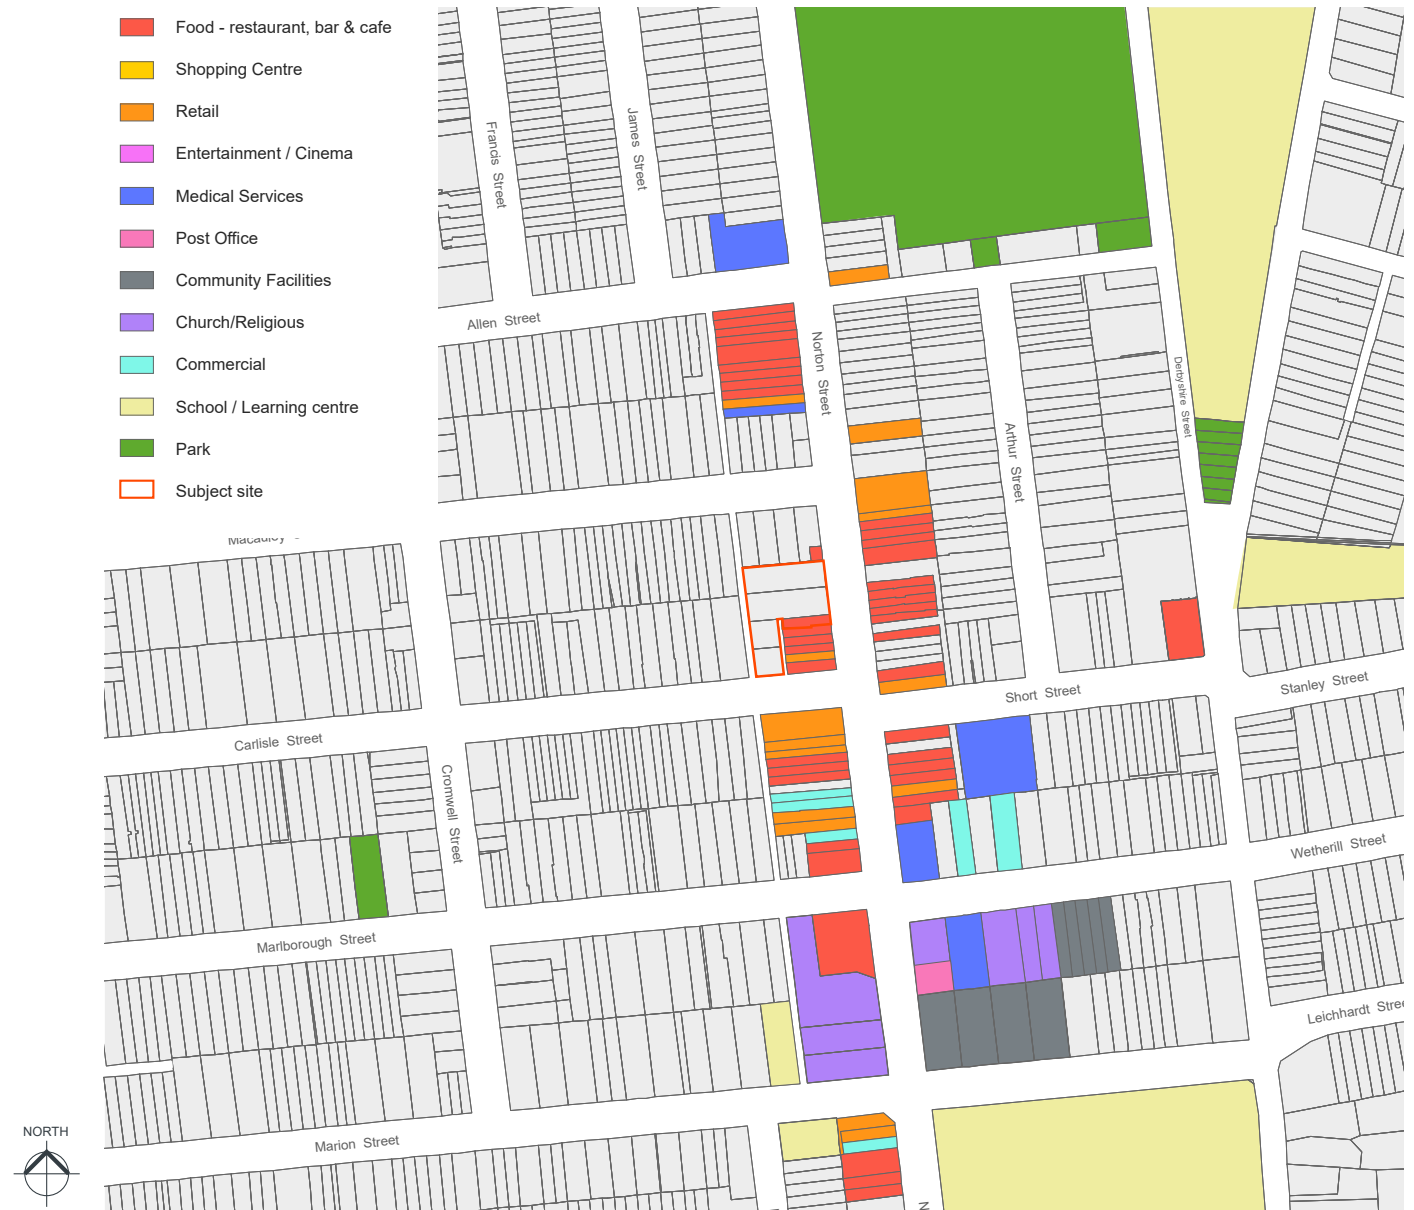 Food - restaurant, bar & cafe
Shopping Centre
Retail
Entertainment / Cinema
Medical Services
Post Office
Community Facilities
Church/Religious
Commercial
School / Learning centre
Park
Subject site
Francis Street
James Street
Allen Street
Norton Street
Derbyshire Street
Arthur Street
Short Street
Stanley Street
Carlisle Street
Cromwell Street
Wetherill Street
Marlborough Street
Leichhardt Stree
Marion Street
NORTH
N